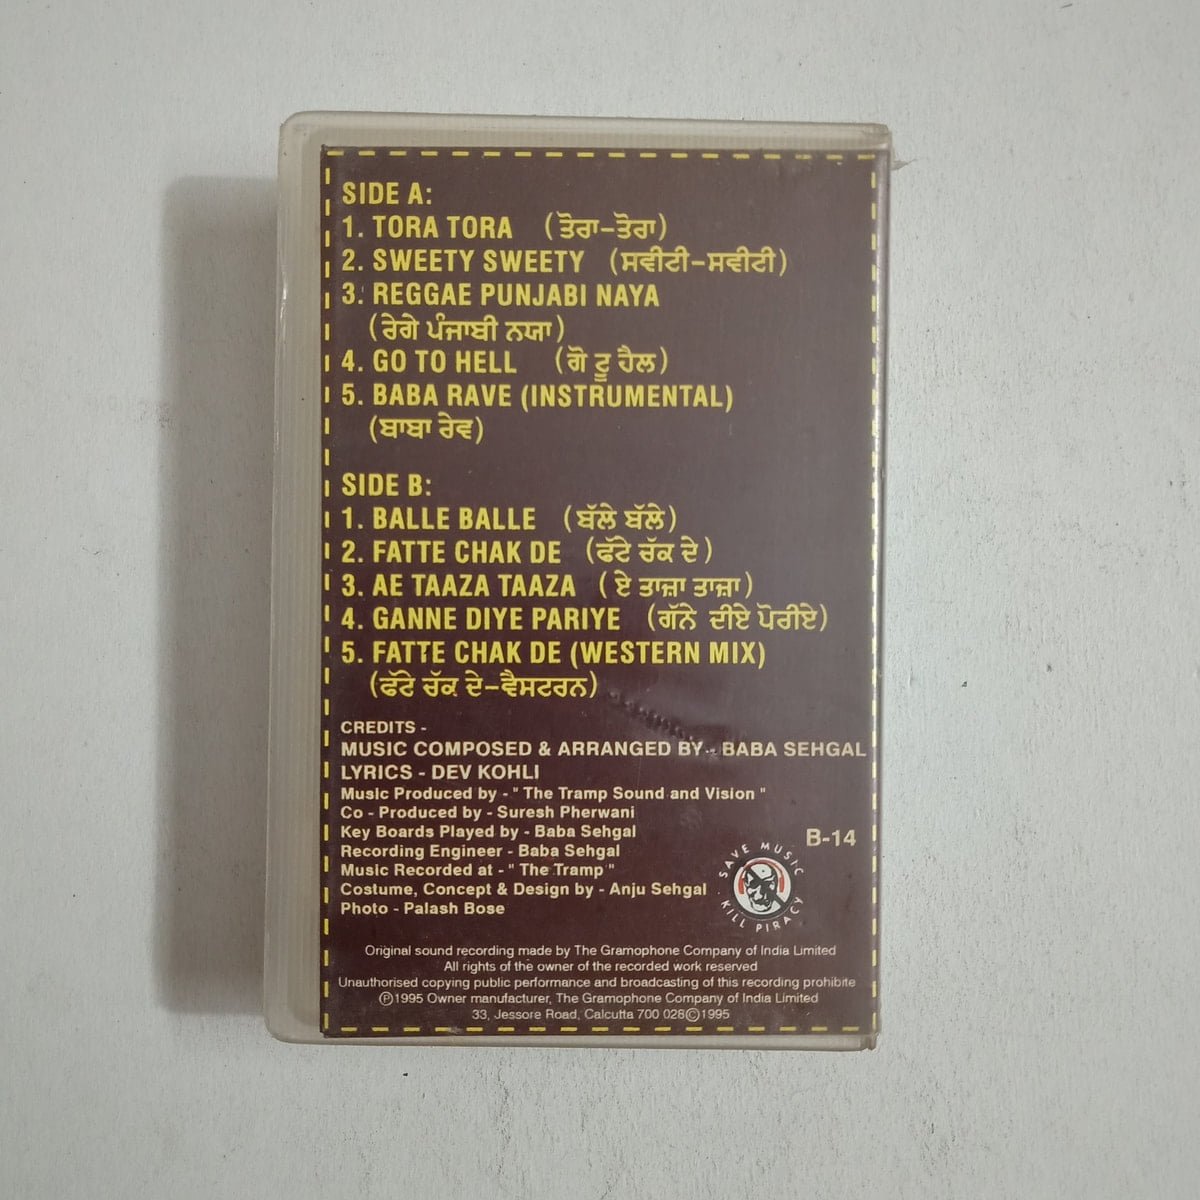 SIDE A:
1. TORA TORA (ਤੋਰਾ-ਤੋਰਾ)
2. SWEETY SWEETY (ਸਵੀਟੀ-ਸਵੀਟੀ)
3. REGGAE PUNJABI NAYA
(ਰੇਗੇ ਪੰਜਾਬੀ ਨਯਾ)
4. GO TO HELL (ਗੋ ਟੂ ਹੈਲ)
5. BABA RAVE (INSTRUMENTAL)
(ਬਾਬਾ ਰੇਵ)
SIDE B:
1. BALLE BALLE (ਬੱਲੇ ਬੱਲੇ)
2. FATTE CHAK DE (ਫੱਟੇ ਚੱਕ ਦੇ)
3. AE TAAZA TAAZA (ਏ ਤਾਜ਼ਾ ਤਾਜ਼ਾ)
4. GANNE DIYE PARIYE (ਗੱਨੇ ਦੀਏ ਪੋਰੀਏ)
5. FATTE CHAK DE (WESTERN MIX)
(ਫੱਟੇ ਚੱਕ ਦੇ-ਵੈਸਟਰਨ)
CREDITS -
MUSIC COMPOSED & ARRANGED BY - BABA SEHGAL
LYRICS - DEV KOHLI
Music Produced by - " The Tramp Sound and Vision "
Co - Produced by - Suresh Pherwani
Key Boards Played by - Baba Sehgal
Recording Engineer - Baba Sehgal
Music Recorded at - " The Tramp "
Costume, Concept & Design by - Anju Sehgal
Photo - Palash Bose
B-14
SAVE MUSIC
KILL PIRACY
Original sound recording made by The Gramophone Company of India Limited
All rights of the owner of the recorded work reserved
Unauthorised copying public performance and broadcasting of this recording prohibite
Ⓟ1995 Owner manufacturer, The Gramophone Company of India Limited
33, Jessore Road, Calcutta 700 028©1995